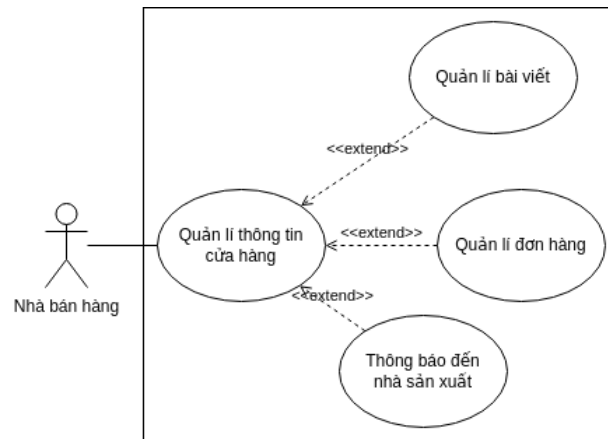 Quản lí bài viết
<<extend>>
Quản lí thông tin
cửa hàng
<<extend>>
Quản lí đơn hàng
Nhà bán hàng
<<extend>>
Thông báo đến
nhà sản xuất